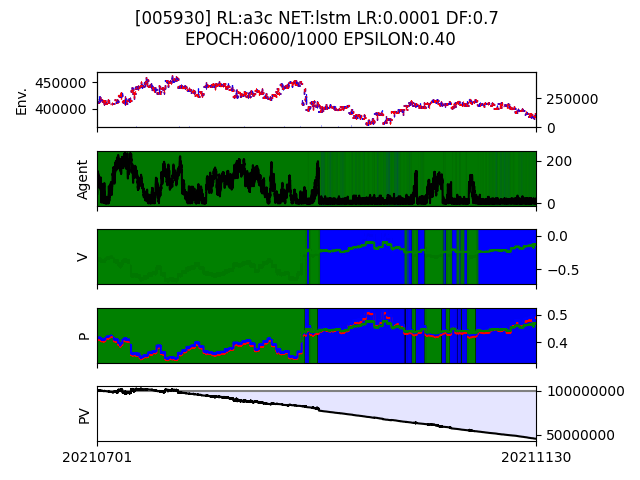 [005930] RL:a3c NET:lstm LR:0.0001 DF:0.7
EPOCH:0600/1000 EPSILON:0.40
Env.
450000
400000
250000
0
Agent
200
0
V
0.0
−0.5
P
0.5
0.4
PV
100000000
50000000
20210701
20211130